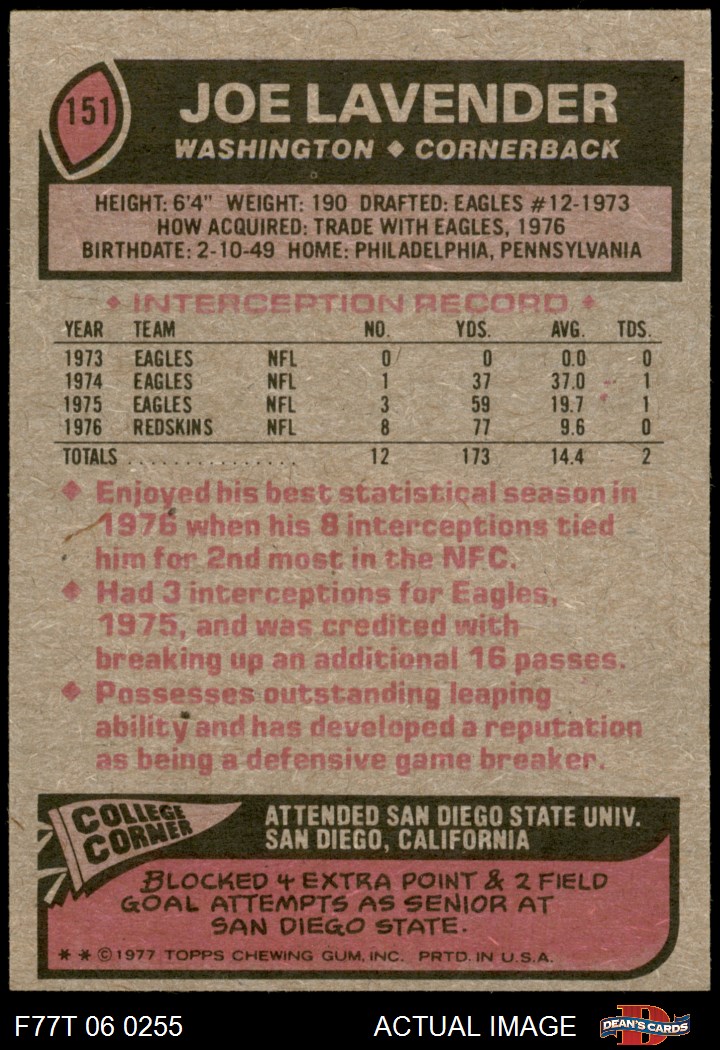 151
JOE LAVENDER
WASHINGTON ◆ CORNERBACK
HEIGHT: 6'4" WEIGHT: 190 DRAFTED: EAGLES #12-1973
HOW ACQUIRED: TRADE WITH EAGLES, 1976
BIRTHDATE: 2-10-49 HOME: PHILADELPHIA, PENNSYLVANIA
◆ INTERCEPTION RECORD ◆
YEAR TEAM NO. YDS. AVG. TDS.
1973 EAGLES NFL 0 0 0.0 0
1974 EAGLES NFL 1 37 37.0 1
1975 EAGLES NFL 3 59 19.7 1
1976 REDSKINS NFL 8 77 9.6 0
TOTALS . . . . . . . . . . . . . . . . 12 173 14.4 2
◆ Enjoyed his best statistical season in
1976 when his 8 interceptions tied
him for 2nd most in the NFC.
◆ Had 3 interceptions for Eagles,
1975, and was credited with
breaking up an additional 16 passes.
◆ Possesses outstanding leaping
ability and has developed a reputation
as being a defensive game breaker.
COLLEGE
CORNER
ATTENDED SAN DIEGO STATE UNIV.
SAN DIEGO, CALIFORNIA
BLOCKED 4 EXTRA POINT & 2 FIELD
GOAL ATTEMPTS AS SENIOR AT
SAN DIEGO STATE.
* * © 1977 TOPPS CHEWING GUM, INC. PRTD. IN U.S.A.
F77T 06 0255 ACTUAL IMAGE
D
DEAN'S CARDS